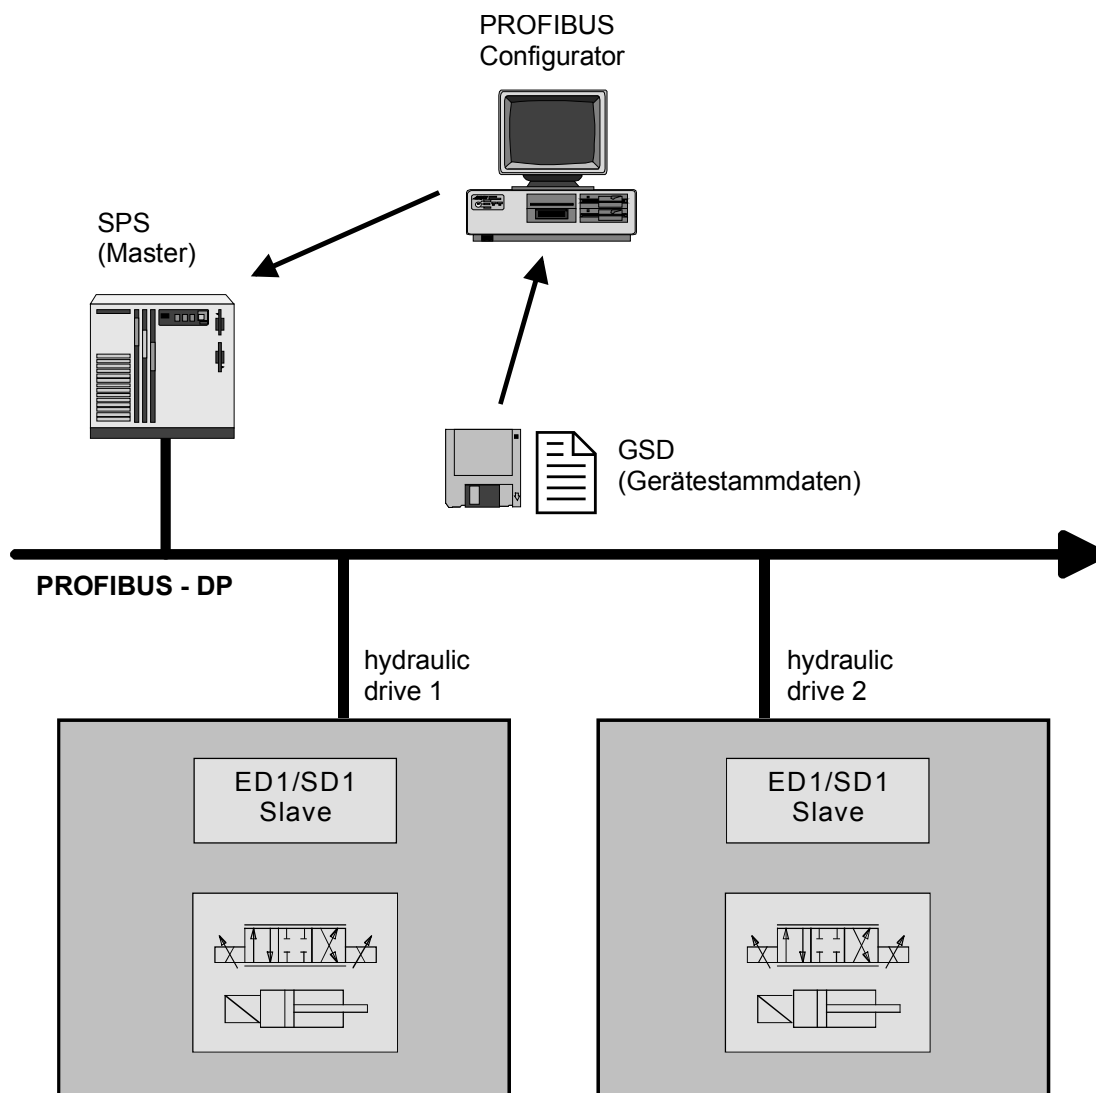 PROFIBUS
Configurator
SPS
(Master)
GSD
(Gerätestammdaten)
PROFIBUS - DP
hydraulic
drive 1
hydraulic
drive 2
ED1/SD1
Slave
ED1/SD1
Slave